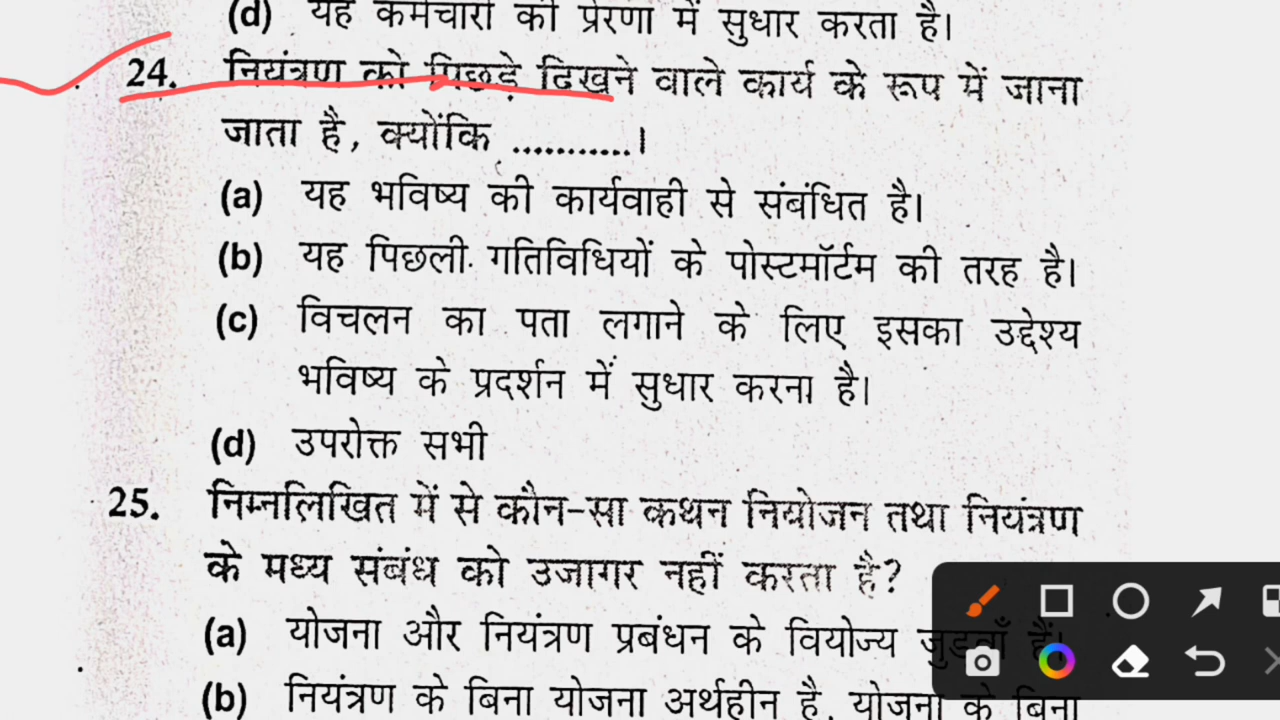 (d) यह कर्मचारी की प्रेरणा में सुधार करता है।
24. नियंत्रण को पिछड़े दिखने वाले कार्य के रूप में जाना
जाता है, क्योंकि ...........।
(a) यह भविष्य की कार्यवाही से संबंधित है।
(b) यह पिछली गतिविधियों के पोस्टमॉर्टम की तरह है।
(c) विचलन का पता लगाने के लिए इसका उद्देश्य
भविष्य के प्रदर्शन में सुधार करना है।
(d) उपरोक्त सभी
25. निम्नलिखित में से कौन-सा कथन नियोजन तथा नियंत्रण
के मध्य संबंध को उजागर नहीं करता है?
(a) योजना और नियंत्रण प्रबंधन के वियोज्य जुडवाँ हैं।
(b) नियंत्रण के बिना योजना अर्थहीन है, योजना के बिना